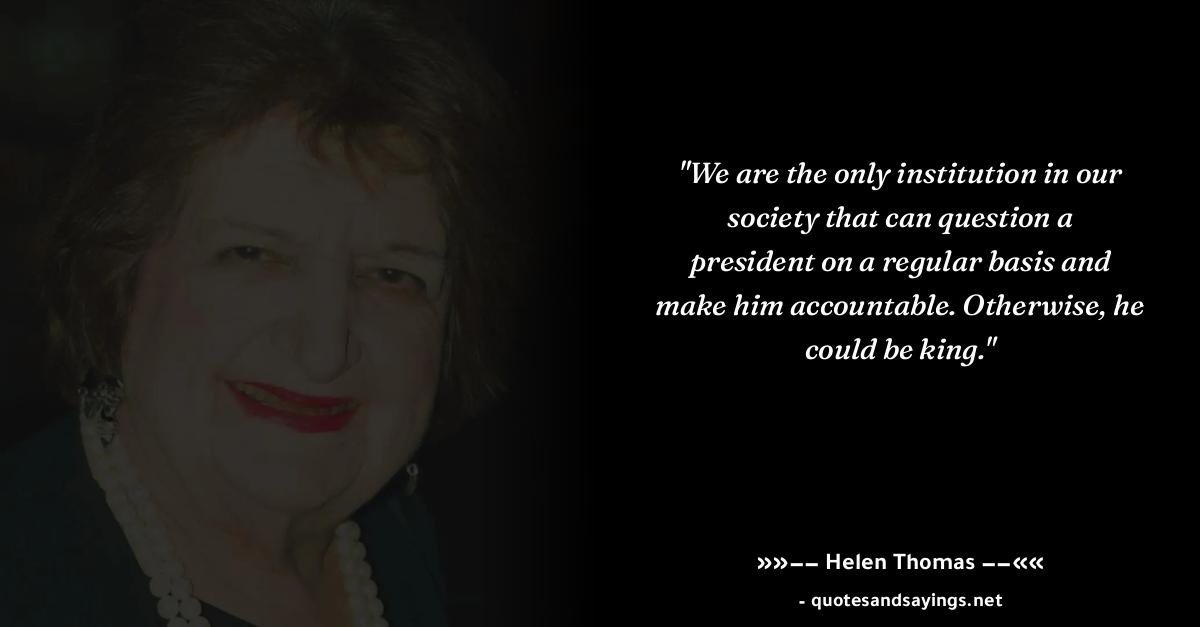 "We are the only institution in our
society that can question a
president on a regular basis and
make him accountable. Otherwise, he
could be king."
»»−− Helen Thomas −−««
- quotesandsayings.net